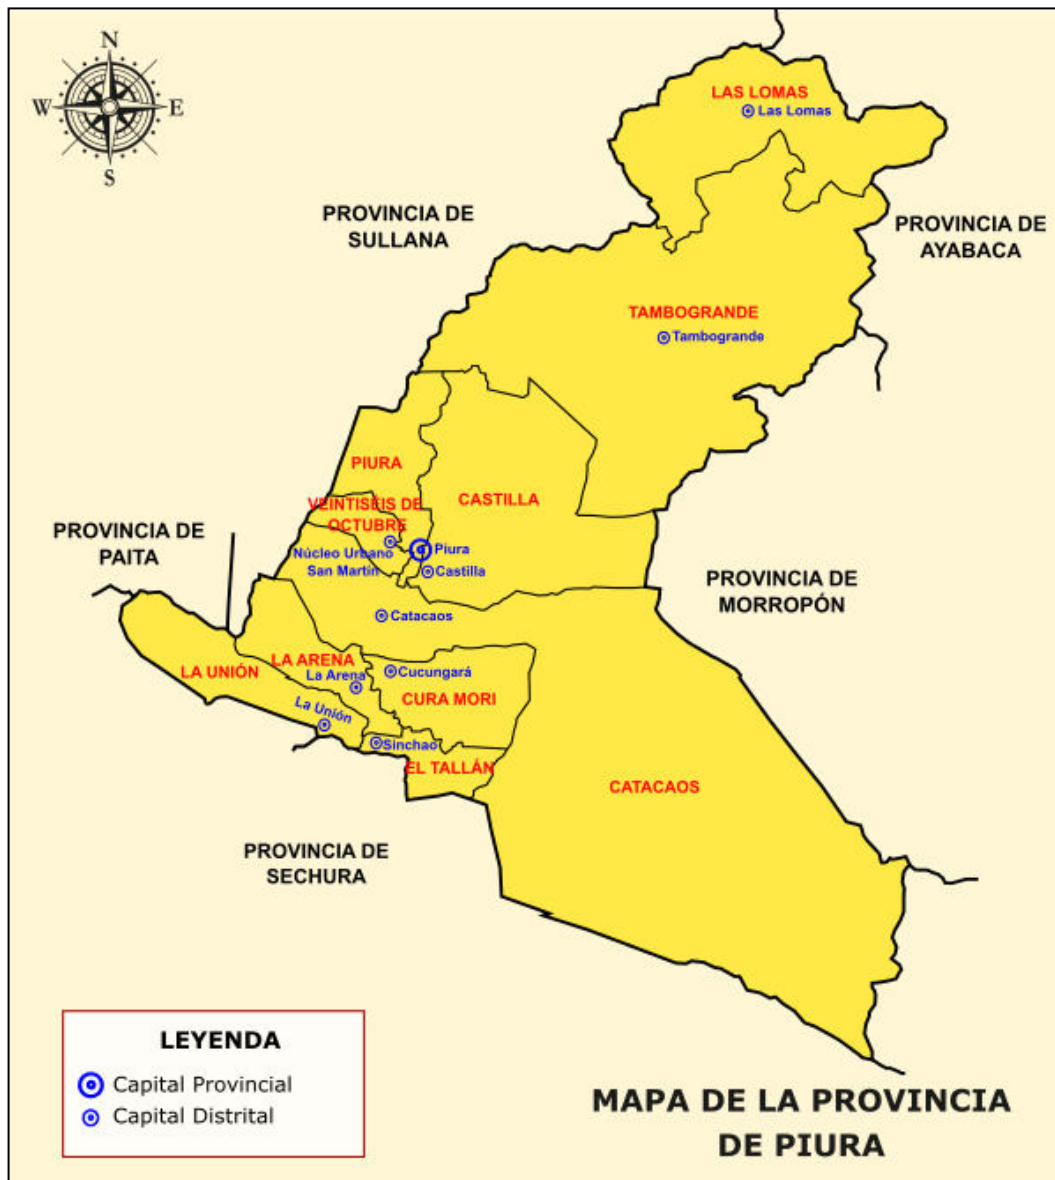 N
W
E
S
LAS LOMAS
Las Lomas
PROVINCIA DE
SULLANA
PROVINCIA DE
AYABACA
TAMBOGRANDE
Tambogrande
PIURA
CASTILLA
VEINTISÉIS DE
OCTUBRE
Núcleo Urbano
San Martín
Piura
Castilla
PROVINCIA DE
PAITA
PROVINCIA DE
MORROPÓN
Catacaos
LA ARENA
La Arena
LA UNIÓN
Cucungará
CURA MORI
La Unión
Sinchao
EL TALLÁN
CATACAOS
PROVINCIA DE
SECHURA
LEYENDA
Capital Provincial
Capital Distrital
MAPA DE LA PROVINCIA
DE PIURA